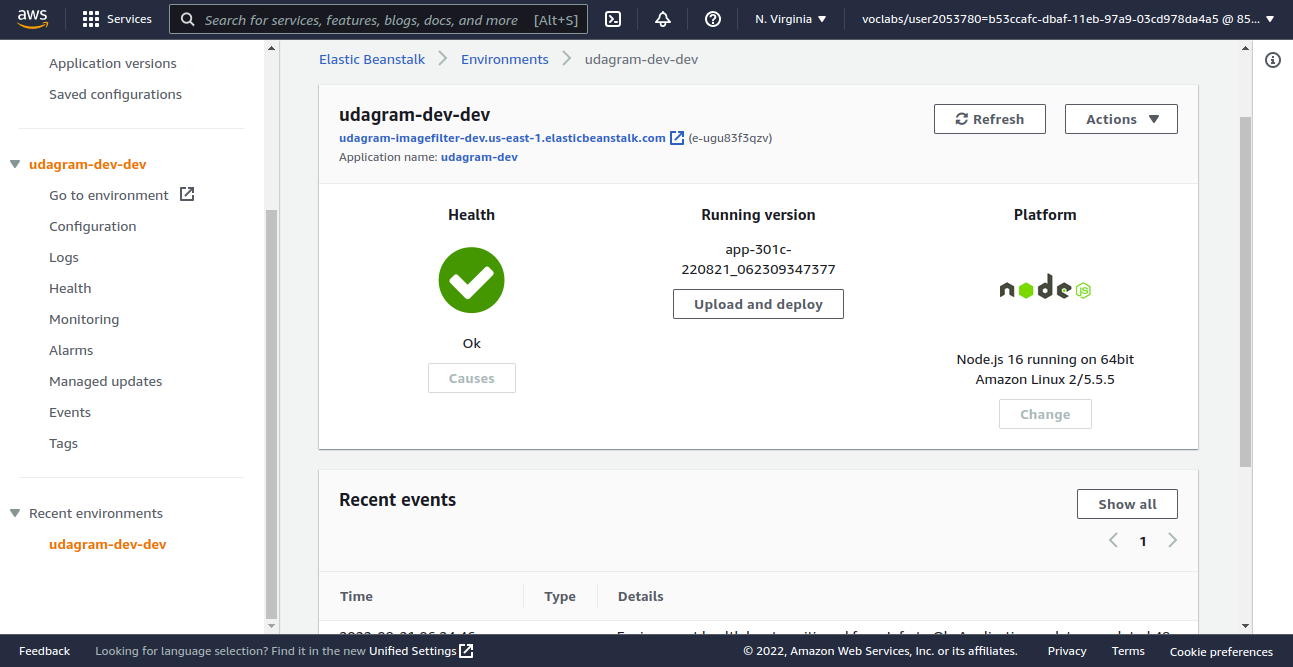 aws
Services
Search for services, features, blogs, docs, and more [Alt+S]
N. Virginia
voclabs/user2053780=b53ccafc-dbaf-11eb-97a9-03cd978da4a5 @ 85...
Application versions
Saved configurations
udagram-dev-dev
Go to environment
Configuration
Logs
Health
Monitoring
Alarms
Managed updates
Events
Tags
Recent environments
udagram-dev-dev
Elastic Beanstalk
Environments
udagram-dev-dev
udagram-dev-dev
udagram-imagefilter-dev.us-east-1.elasticbeanstalk.com (e-ugu83f3qzv)
Application name: udagram-dev
Refresh
Actions
Health
Ok
Causes
Running version
app-301c-
220821_062309347377
Upload and deploy
Platform
node
JS
Node.js 16 running on 64bit
Amazon Linux 2/5.5.5
Change
Recent events
Show all
1
Time
Type
Details
Feedback
Looking for language selection? Find it in the new Unified Settings
© 2022, Amazon Web Services, Inc. or its affiliates.
Privacy
Terms
Cookie preferences